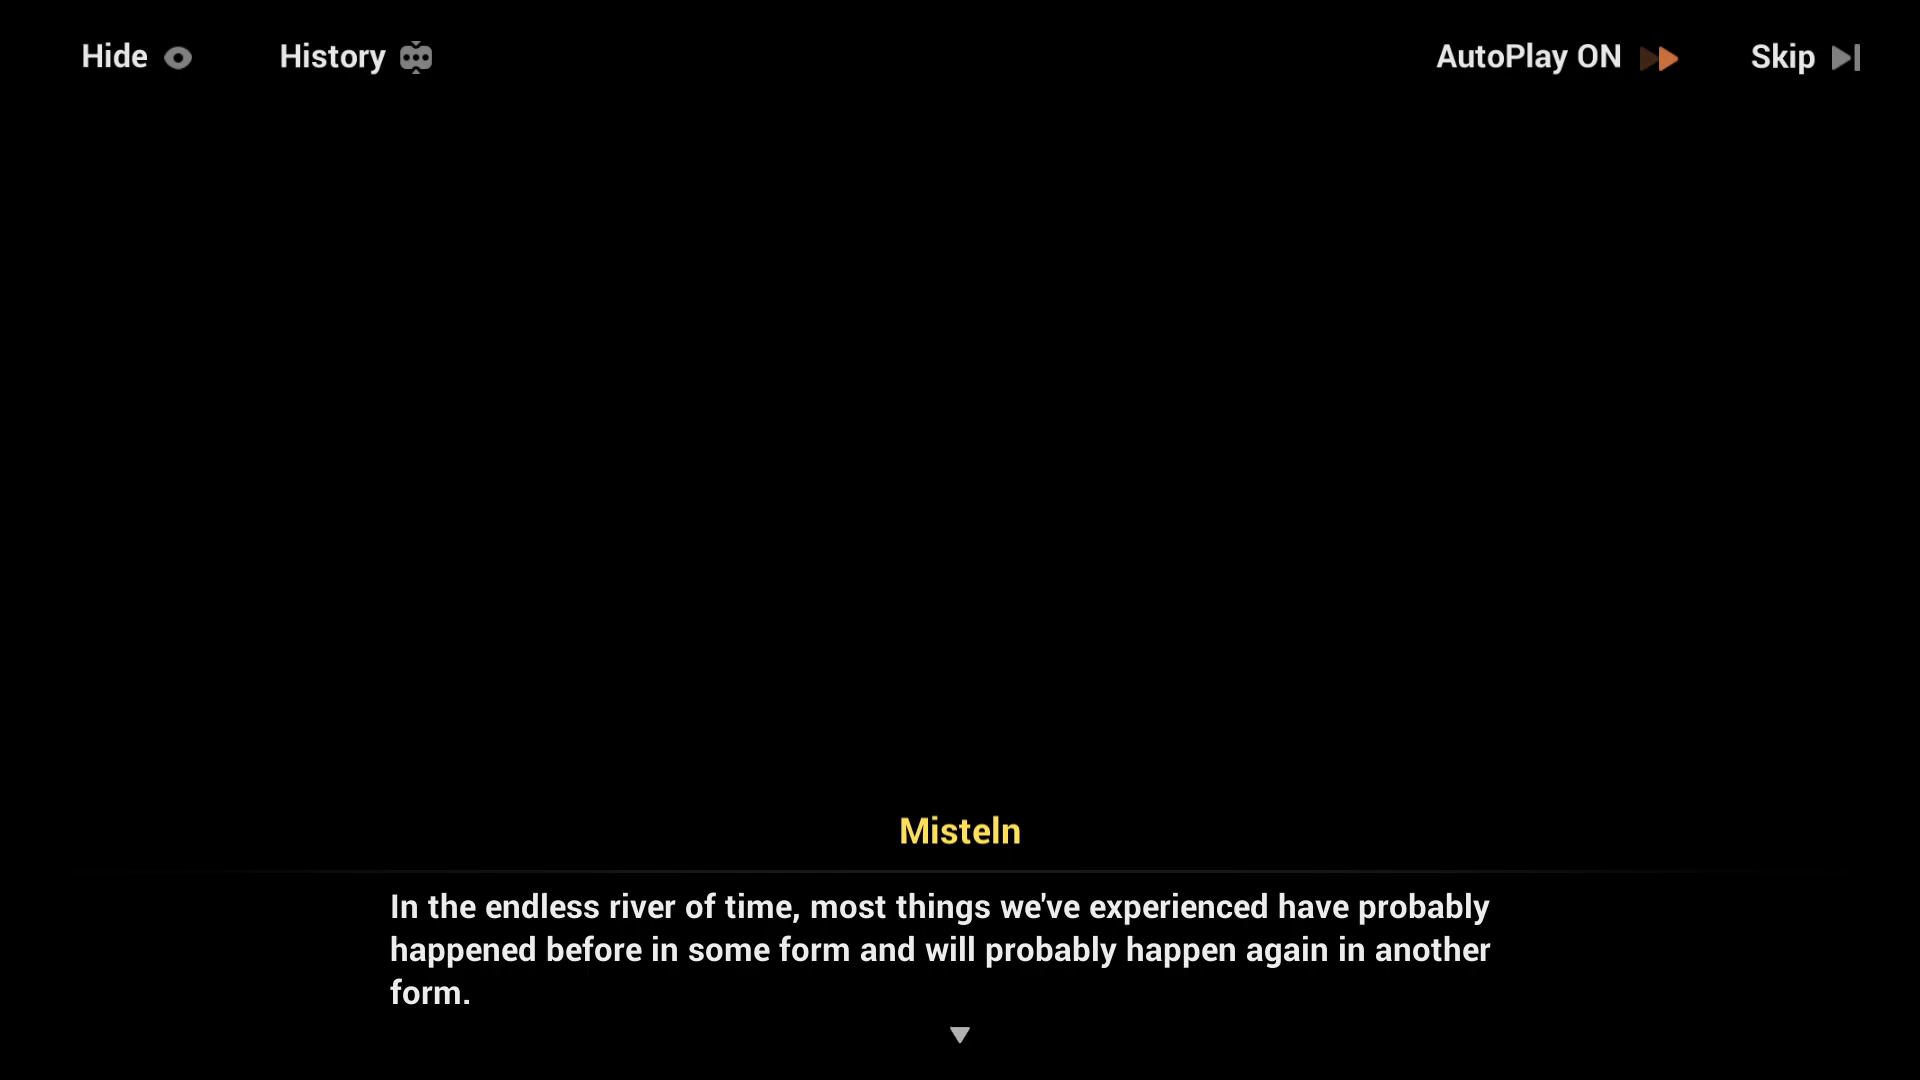 Hide
History
AutoPlay ON
Skip
Misteln
In the endless river of time, most things we've experienced have probably
happened before in some form and will probably happen again in another
form.